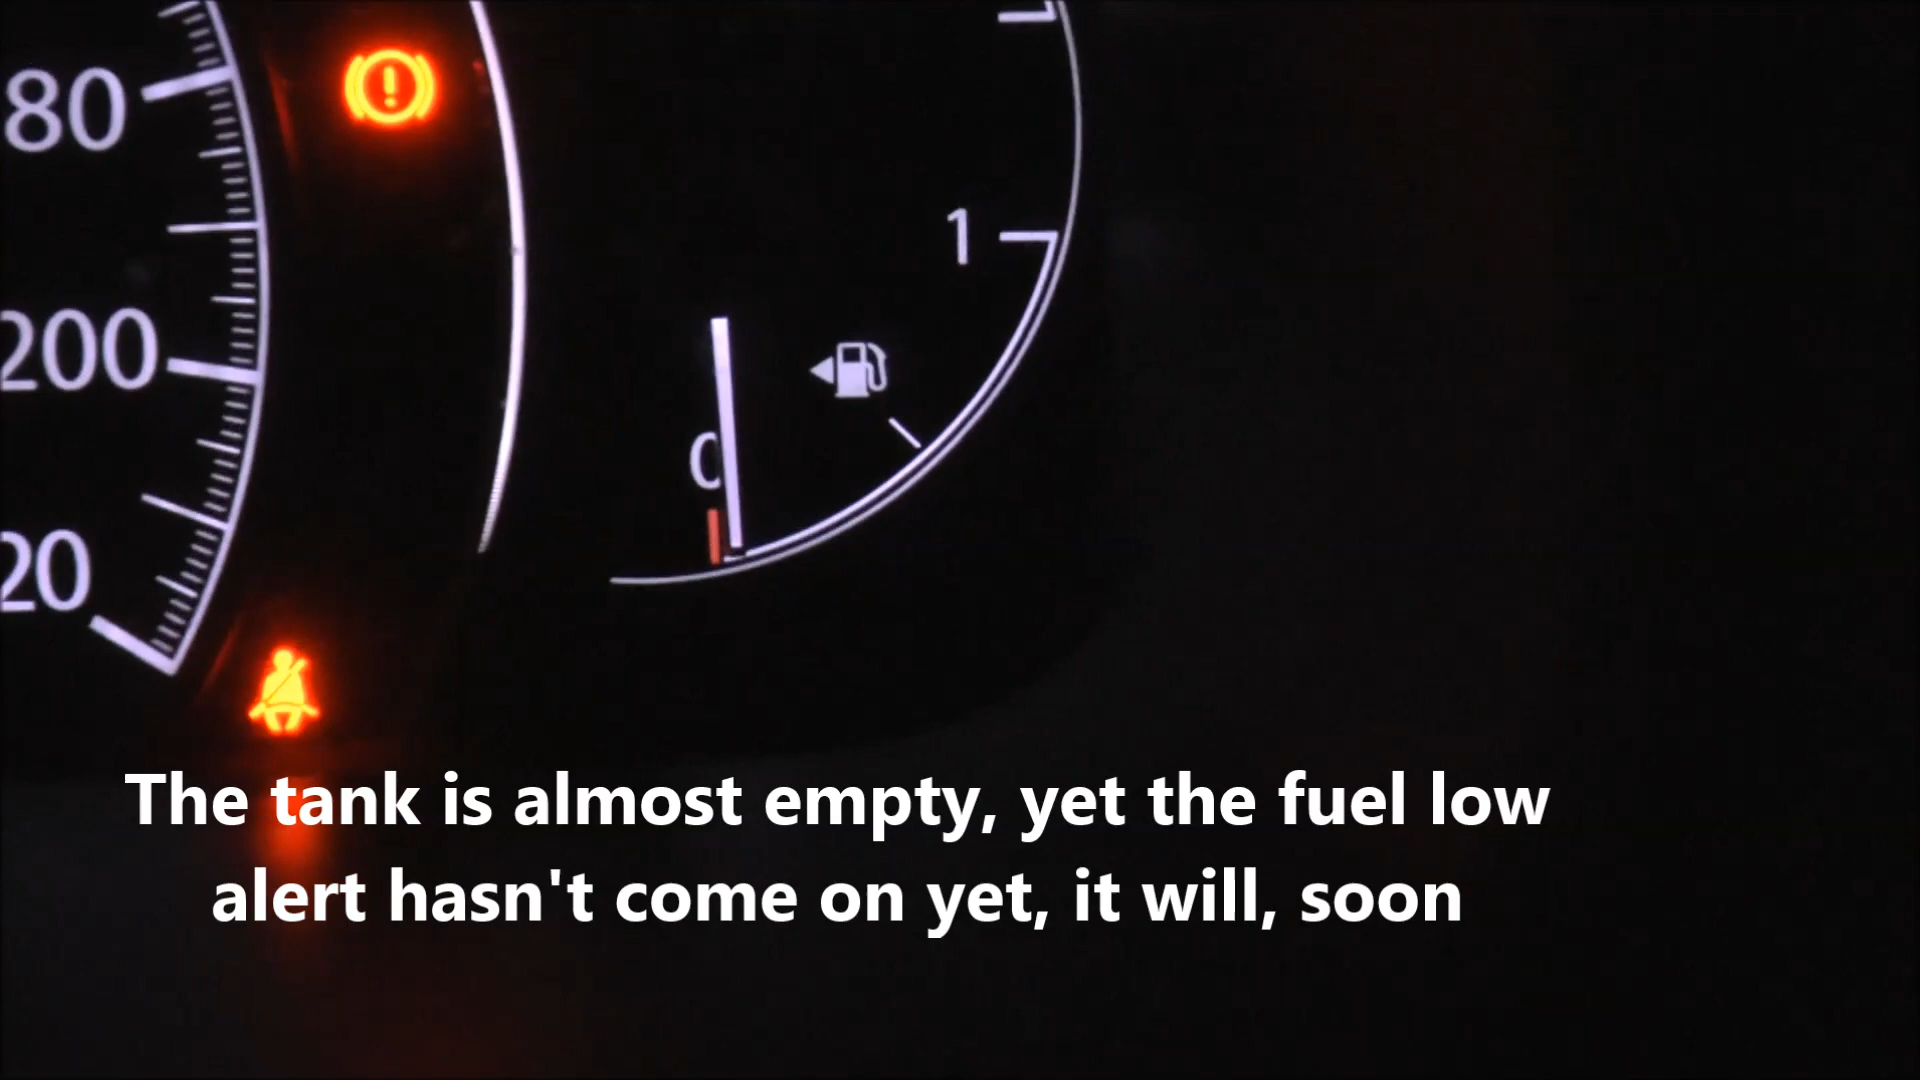 80
1
200
0
20
The tank is almost empty, yet the fuel low
alert hasn't come on yet, it will, soon